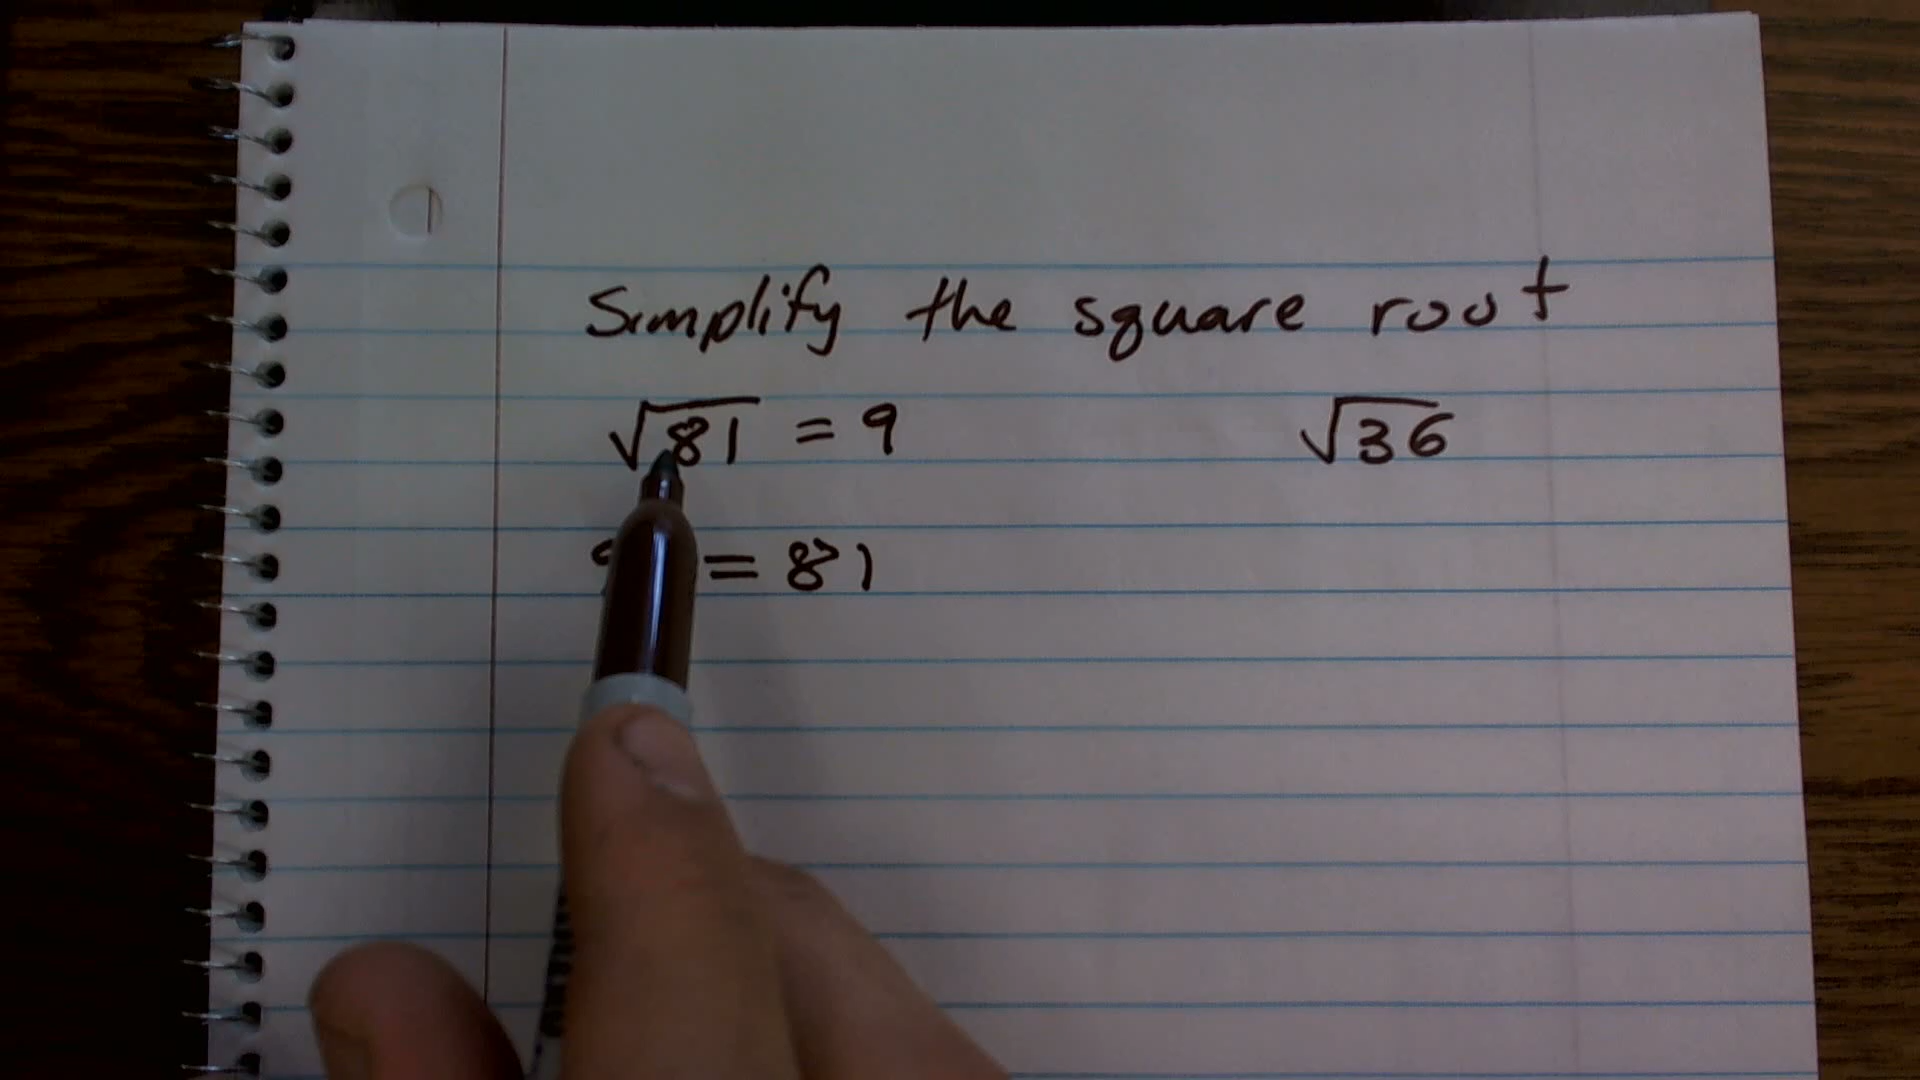 Simplify the square root
√81 = 9 √36
= 81